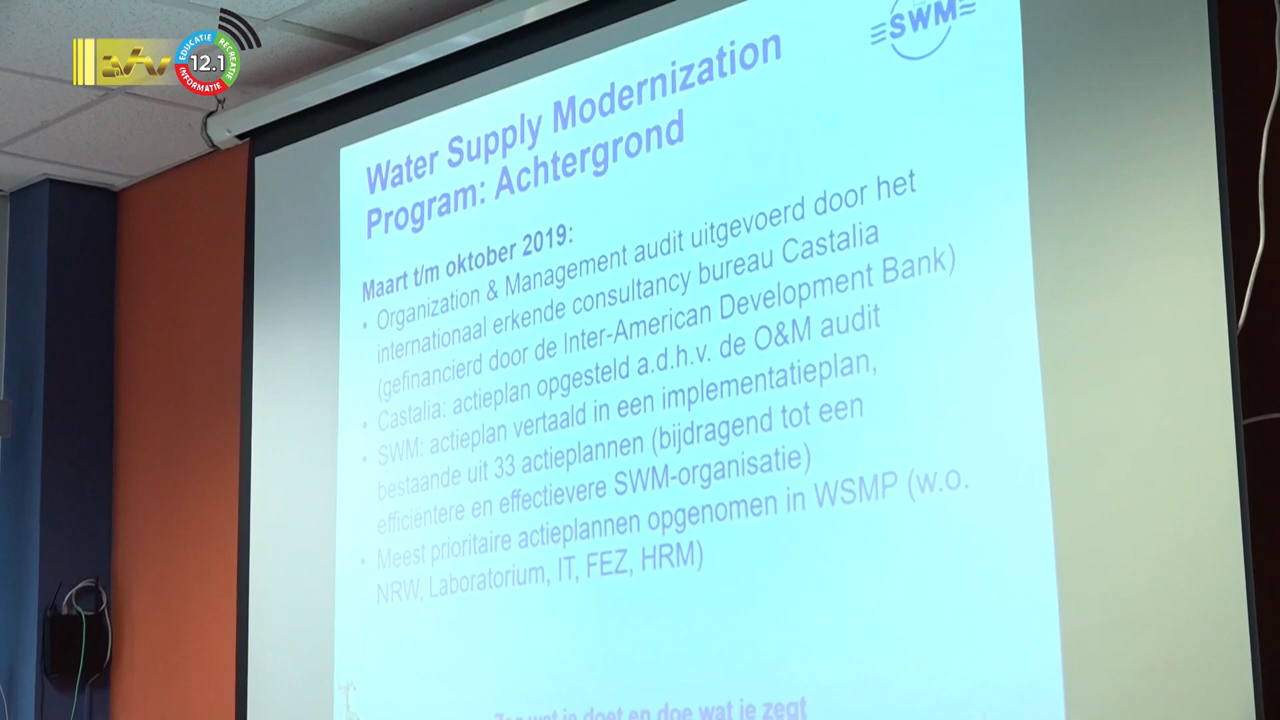 EDUCATIE
RECREATIE
INFORMATIE
12.1
SWM
Water Supply Modernization
Program: Achtergrond
Maart t/m oktober 2019:
• Organization & Management audit uitgevoerd door het
internationaal erkende consultancy bureau Castalia
(gefinancierd door de Inter-American Development Bank)
• Castalia: actieplan opgesteld a.d.h.v. de O&M audit
• SWM: actieplan vertaald in een implementatieplan,
bestaande uit 33 actieplannen (bijdragend tot een
efficiëntere en effectievere SWM-organisatie)
• Meest prioritaire actieplannen opgenomen in WSMP (w.o.
NRW, Laboratorium, IT, FEZ, HRM)
Zeg wat je doet en doe wat je zegt